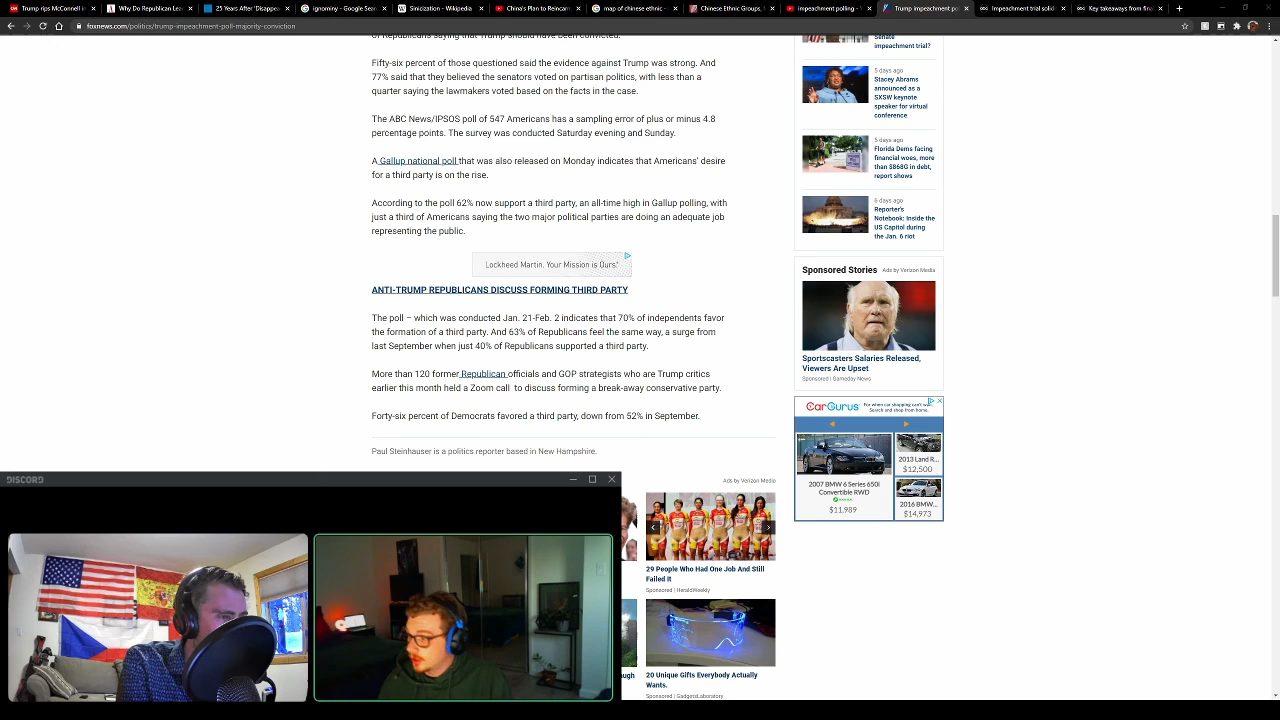 Trump rips McConnell in
Why Do Republican Lea
25 Years After 'Disappea
ignominy - Google Sear
Sinicization - Wikipedia
China's Plan to Reincarn
map of chinese ethnic -
Chinese Ethnic Groups,
impeachment polling - Y
Trump impeachment po
Impeachment trial solid
Key takeaways from fina
foxnews.com/politics/trump-impeachment-poll-majority-conviction
of Republicans saying that Trump should have been convicted.
Fifty-six percent of those questioned said the evidence against Trump was strong. And
77% said that they believed the senators voted on partisan politics, with less than a
quarter saying the lawmakers voted based on the facts in the case.
The ABC News/IPSOS poll of 547 Americans has a sampling error of plus or minus 4.8
percentage points. The survey was conducted Saturday evening and Sunday.
A Gallup national poll that was also released on Monday indicates that Americans' desire
for a third party is on the rise.
According to the poll 62% now support a third party, an all-time high in Gallup polling, with
just a third of Americans saying the two major political parties are doing an adequate job
representing the public.
Lockheed Martin. Your Mission is Ours.®
ANTI-TRUMP REPUBLICANS DISCUSS FORMING THIRD PARTY
The poll – which was conducted Jan. 21-Feb. 2 indicates that 70% of independents favor
the formation of a third party. And 63% of Republicans feel the same way, a surge from
last September when just 40% of Republicans supported a third party.
More than 120 former Republican officials and GOP strategists who are Trump critics
earlier this month held a Zoom call to discuss forming a break-away conservative party.
Forty-six percent of Democrats favored a third party, down from 52% in September.
Paul Steinhauser is a politics reporter based in New Hampshire.
Senate
impeachment trial?
5 days ago
Stacey Abrams
announced as a
SXSW keynote
speaker for virtual
conference
5 days ago
Florida Dems facing
financial woes, more
than $868G in debt,
report shows
6 days ago
Reporter's
Notebook: Inside the
US Capitol during
the Jan. 6 riot
Sponsored Stories
Ads by Verizon Media
Sportscasters Salaries Released,
Viewers Are Upset
Sponsored | Gameday News
CarGurus
For when car shopping can't wait.
Search and shop from home.
2007 BMW 6 Series 650i
Convertible RWD
$11,989
2013 Land R...
$12,500
2016 BMW...
$14,973
Ads by Verizon Media
29 People Who Had One Job And Still
Failed It
Sponsored | HeraldWeekly
20 Unique Gifts Everybody Actually
Wants.
Sponsored | GadgetsLaboratory
DISCORD